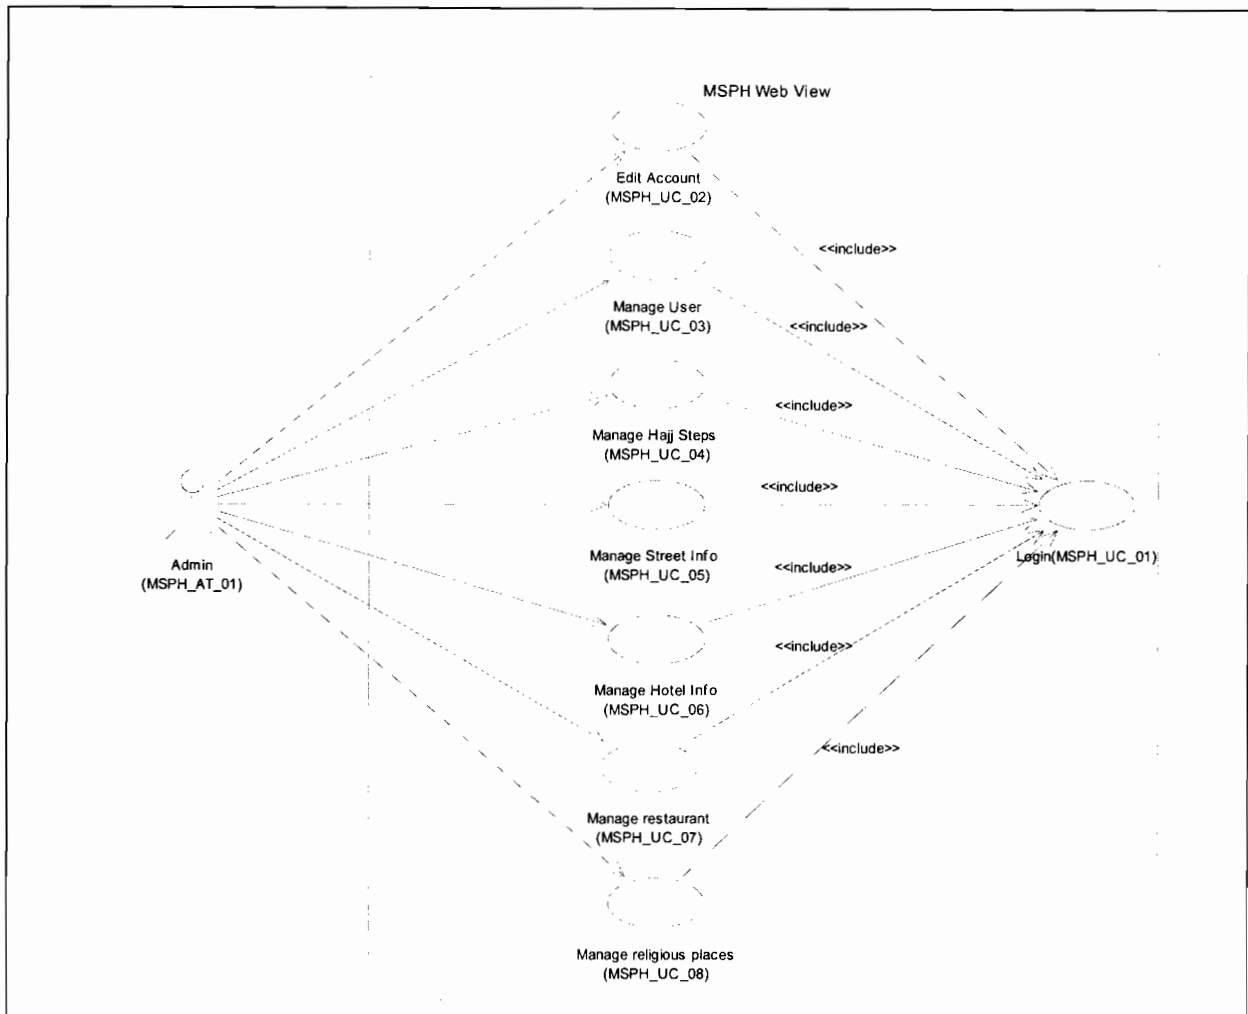 MSPH Web View
Edit Account
(MSPH_UC_02)
<<include>>
Manage User
(MSPH_UC_03)
<<include>>
<<include>>
Manage Hajj Steps
(MSPH_UC_04)
<<include>>
Admin
(MSPH_AT_01)
Manage Street Info
(MSPH_UC_05)
<<include>>
Login(MSPH_UC_01)
<<include>>
Manage Hotel Info
(MSPH_UC_06)
<<include>>
Manage restaurant
(MSPH_UC_07)
Manage religious places
(MSPH_UC_08)